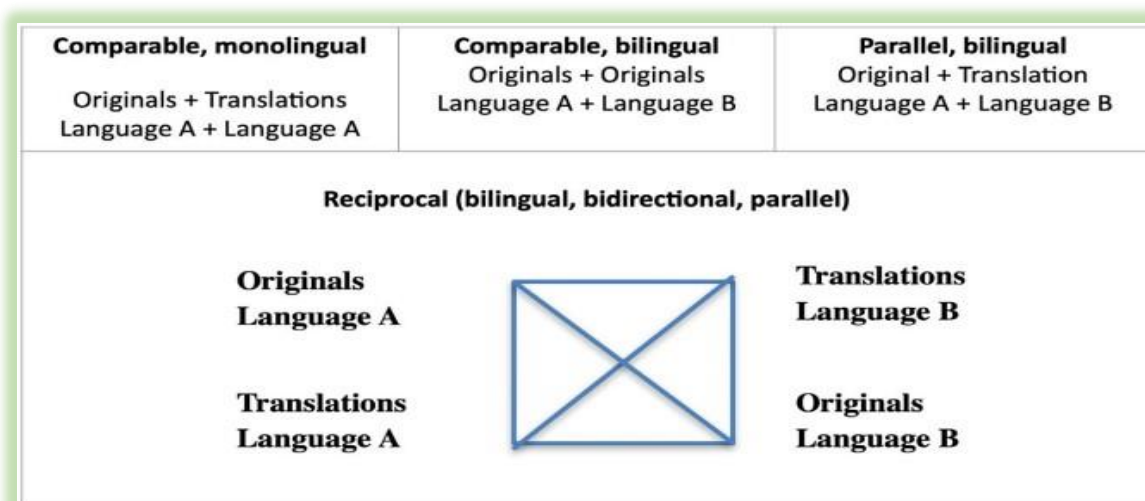 Comparable, monolingual
Originals + Translations
Language A + Language A
Comparable, bilingual
Originals + Originals
Language A + Language B
Parallel, bilingual
Original + Translation
Language A + Language B
Reciprocal (bilingual, bidirectional, parallel)
Originals
Language A
Translations
Language B
Translations
Language A
Originals
Language B